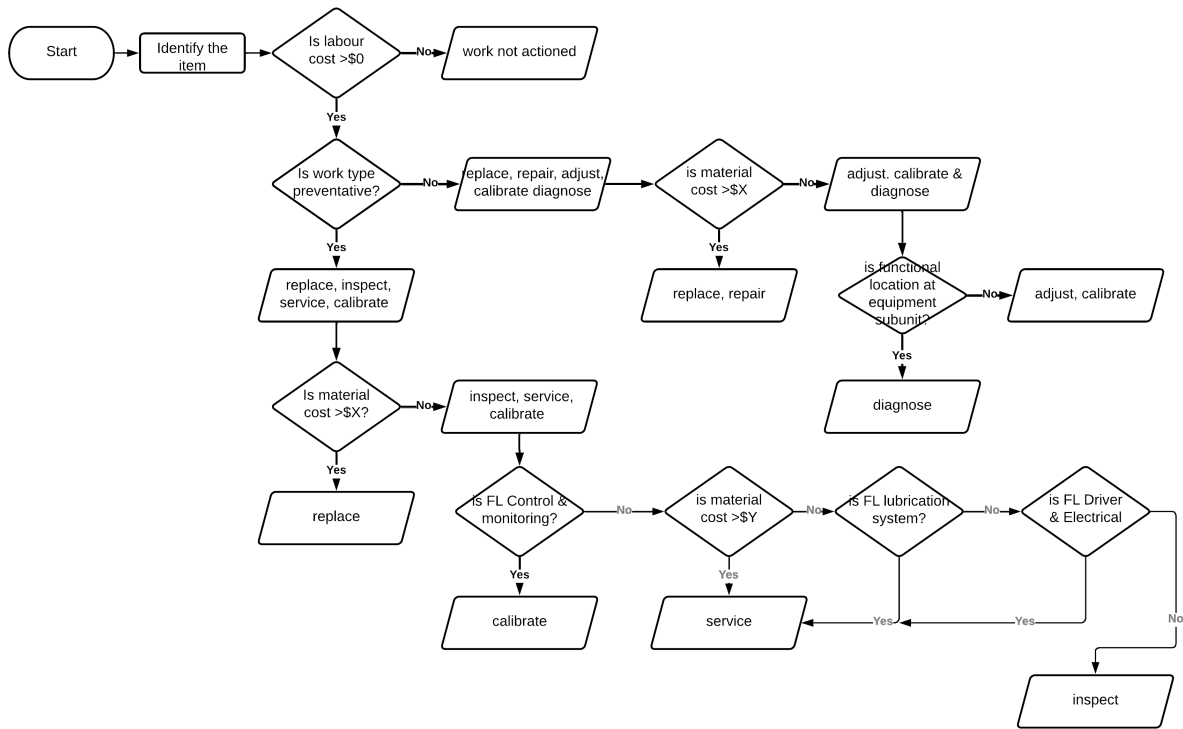 Start
Identify the
item
Is labour
cost >$0
No
work not actioned
Yes
Is work type
preventative?
No
replace, repair, adjust,
calibrate diagnose
is material
cost >$X
No
adjust. calibrate &
diagnose
Yes
replace, inspect,
service, calibrate
Yes
replace, repair
is functional
location at
equipment
subunit?
No
adjust, calibrate
Yes
diagnose
Is material
cost >$X?
No
inspect, service,
calibrate
Yes
replace
is FL Control &
monitoring?
No
is material
cost >$Y
No
is FL lubrication
system?
No
is FL Driver
& Electrical
Yes
calibrate
Yes
service
Yes
Yes
No
inspect